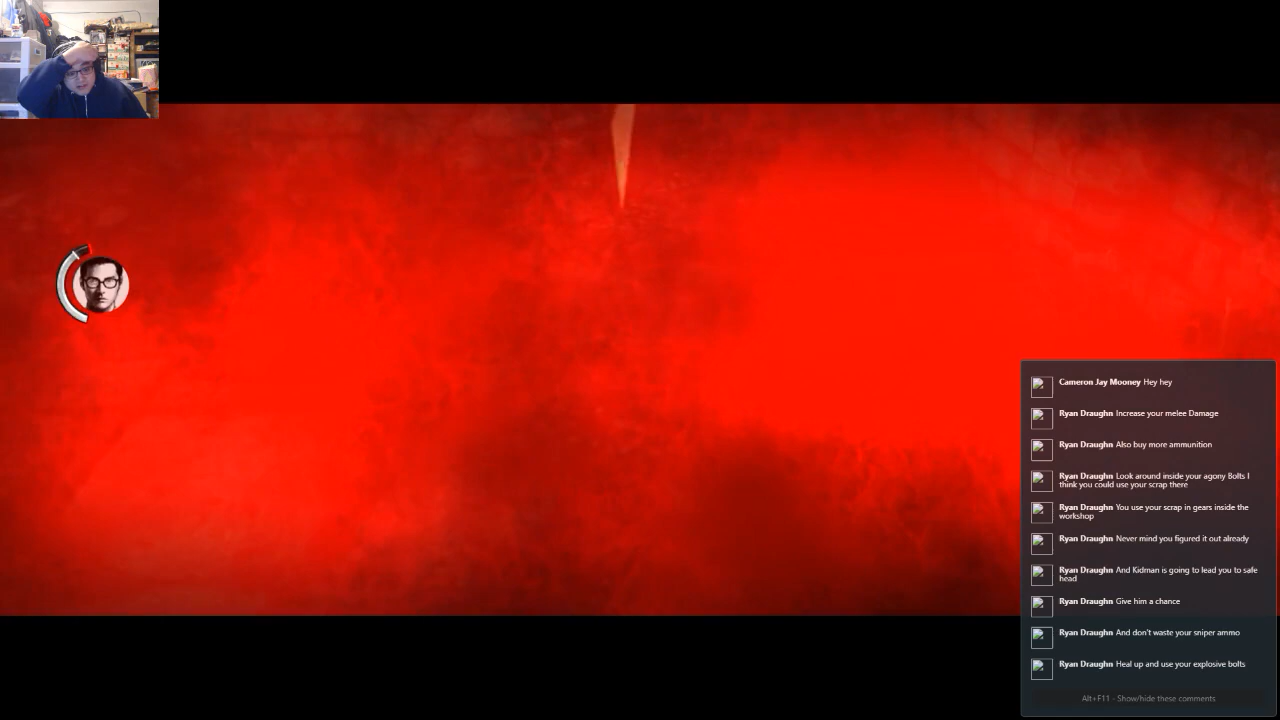 Cameron Jay Mooney Hey hey
Ryan Draughn Increase your melee Damage
Ryan Draughn Also buy more ammunition
Ryan Draughn Look around inside your agony Bolts I
think you could use your scrap there
Ryan Draughn You use your scrap in gears inside the
workshop
Ryan Draughn Never mind you figured it out already
Ryan Draughn And Kidman is going to lead you to safe
head
Ryan Draughn Give him a chance
Ryan Draughn And don't waste your sniper ammo
Ryan Draughn Heal up and use your explosive bolts
Alt+F11 - Show/hide these comments